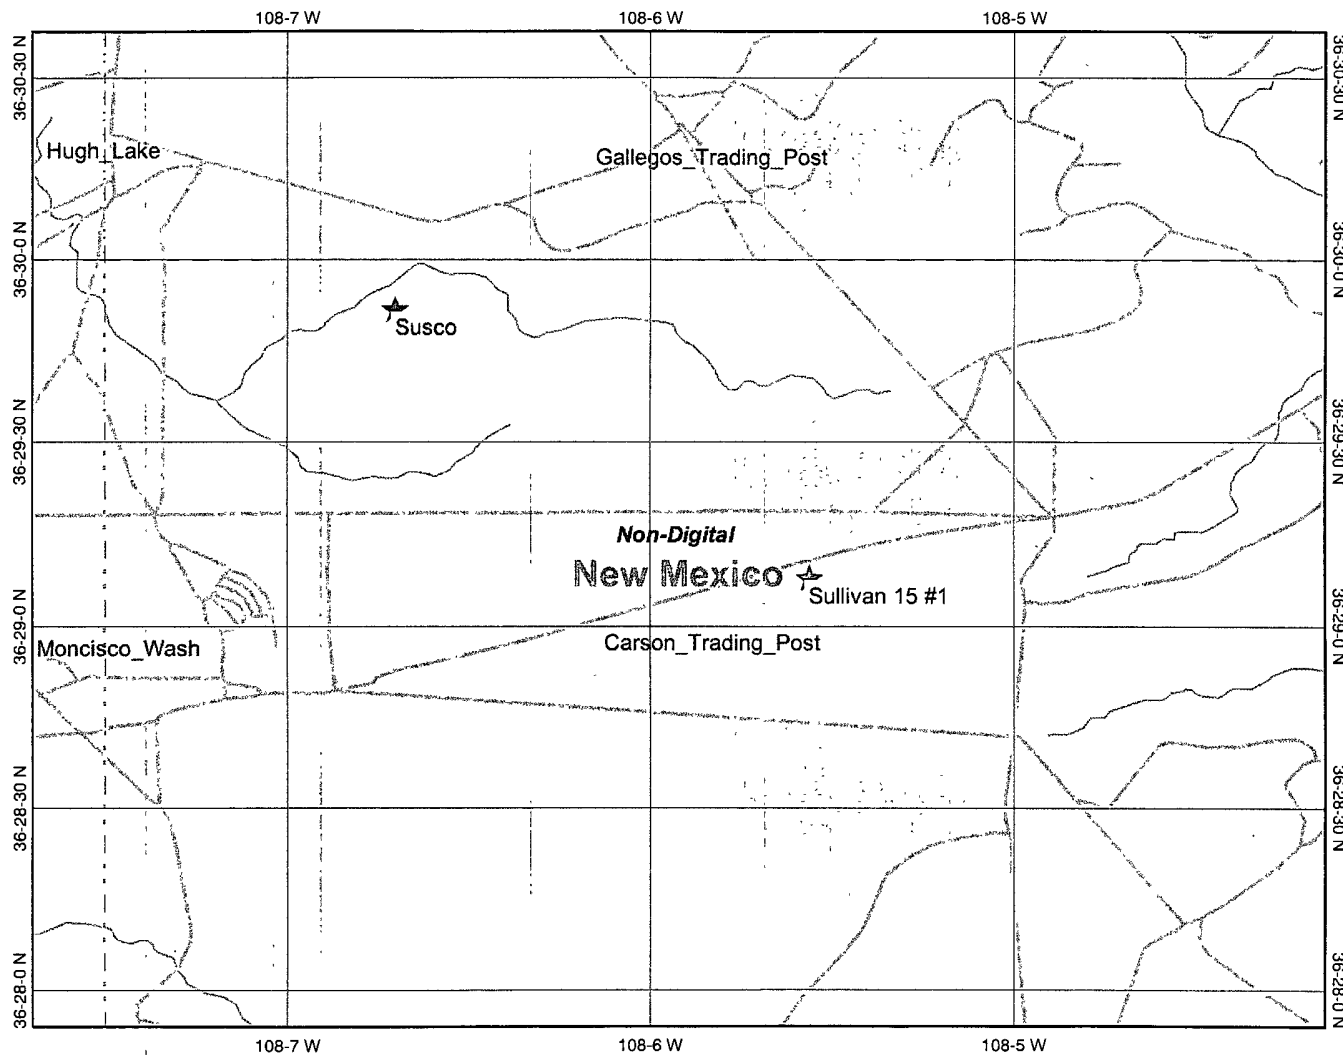 108-7 W 108-6 W 108-5 W
36-30-30 N 36-30-30 N
Hugh_Lake Gallegos_Trading_Post
36-30-0 N 36-30-0 N
Susco
36-29-30 N 36-29-30 N
Non-Digital
New Mexico
Sullivan 15 #1
36-29-0 N 36-29-0 N
Moncisco_Wash Carson_Trading_Post
36-28-30 N 36-28-30 N
36-28-0 N 36-28-0 N
108-7 W 108-6 W 108-5 W